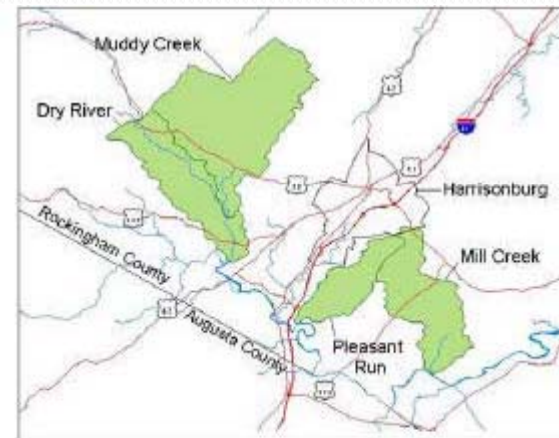 Muddy Creek
Dry River
Harrisonburg
Mill Creek
Rockingham County
Augusta County
Pleasant
Run